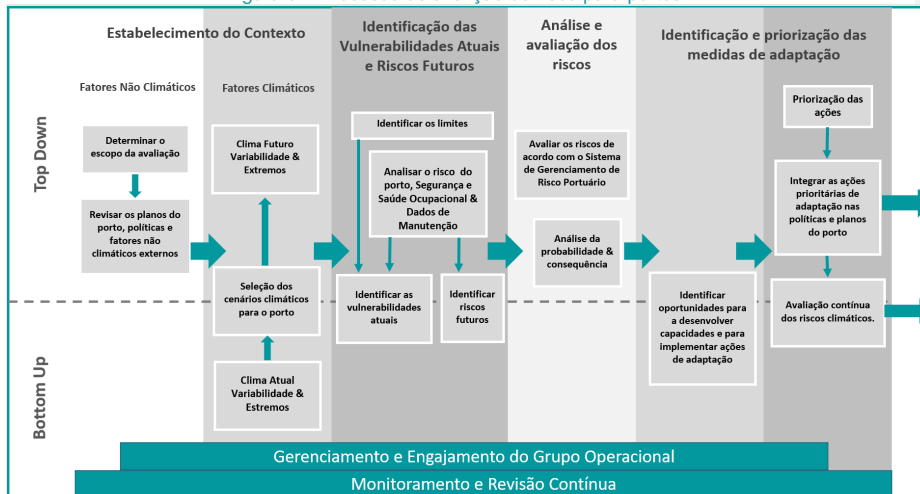 Estabelecimento do Contexto
Identificação das
Vulnerabilidades Atuais
e Riscos Futuros
Análise e
avaliação dos
riscos
Identificação e priorização das
medidas de adaptação
Fatores Não Climáticos
Fatores Climáticos
Top Down
Bottom Up
Determinar o
escopo da avaliação
Revisar os planos do
porto, políticas e
fatores não
climáticos externos
Clima Futuro
Variabilidade &
Extremos
Seleção dos
cenários climáticos
para o porto
Clima Atual
Variabilidade &
Estremos
Identificar os limites
Analisar o risco do
porto, Segurança e
Saúde Ocupacional &
Dados de
Manutenção
Identificar as
vulnerabilidades
atuais
Identificar
riscos
futuros
Avaliar os riscos de
acordo com o Sistema
de Gerenciamento de
Risco Portuário
Análise da
probabilidade &
consequência
Identificar
oportunidades para
a desenvolver
capacidades e para
implementar ações
de adaptação
Priorização das
ações
Integrar as ações
prioritárias de
adaptação nas
políticas e planos
do porto
Avaliação contínua
dos riscos climáticos.
Gerenciamento e Engajamento do Grupo Operacional
Monitoramento e Revisão Contínua